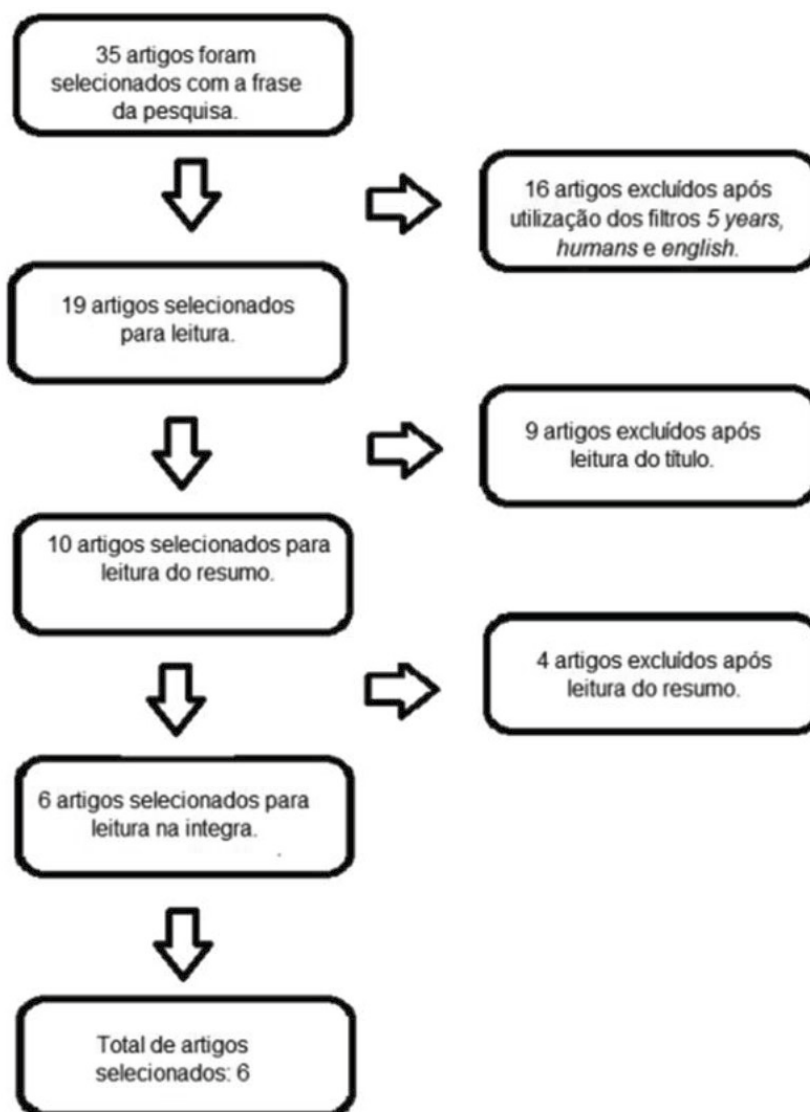 35 artigos foram
selecionados com a frase
da pesquisa.
16 artigos excluídos após
utilização dos filtros 5 years,
humans e english.
19 artigos selecionados
para leitura.
9 artigos excluídos após
leitura do título.
10 artigos selecionados para
leitura do resumo.
4 artigos excluídos após
leitura do resumo.
6 artigos selecionados para
leitura na integra.
Total de artigos
selecionados: 6